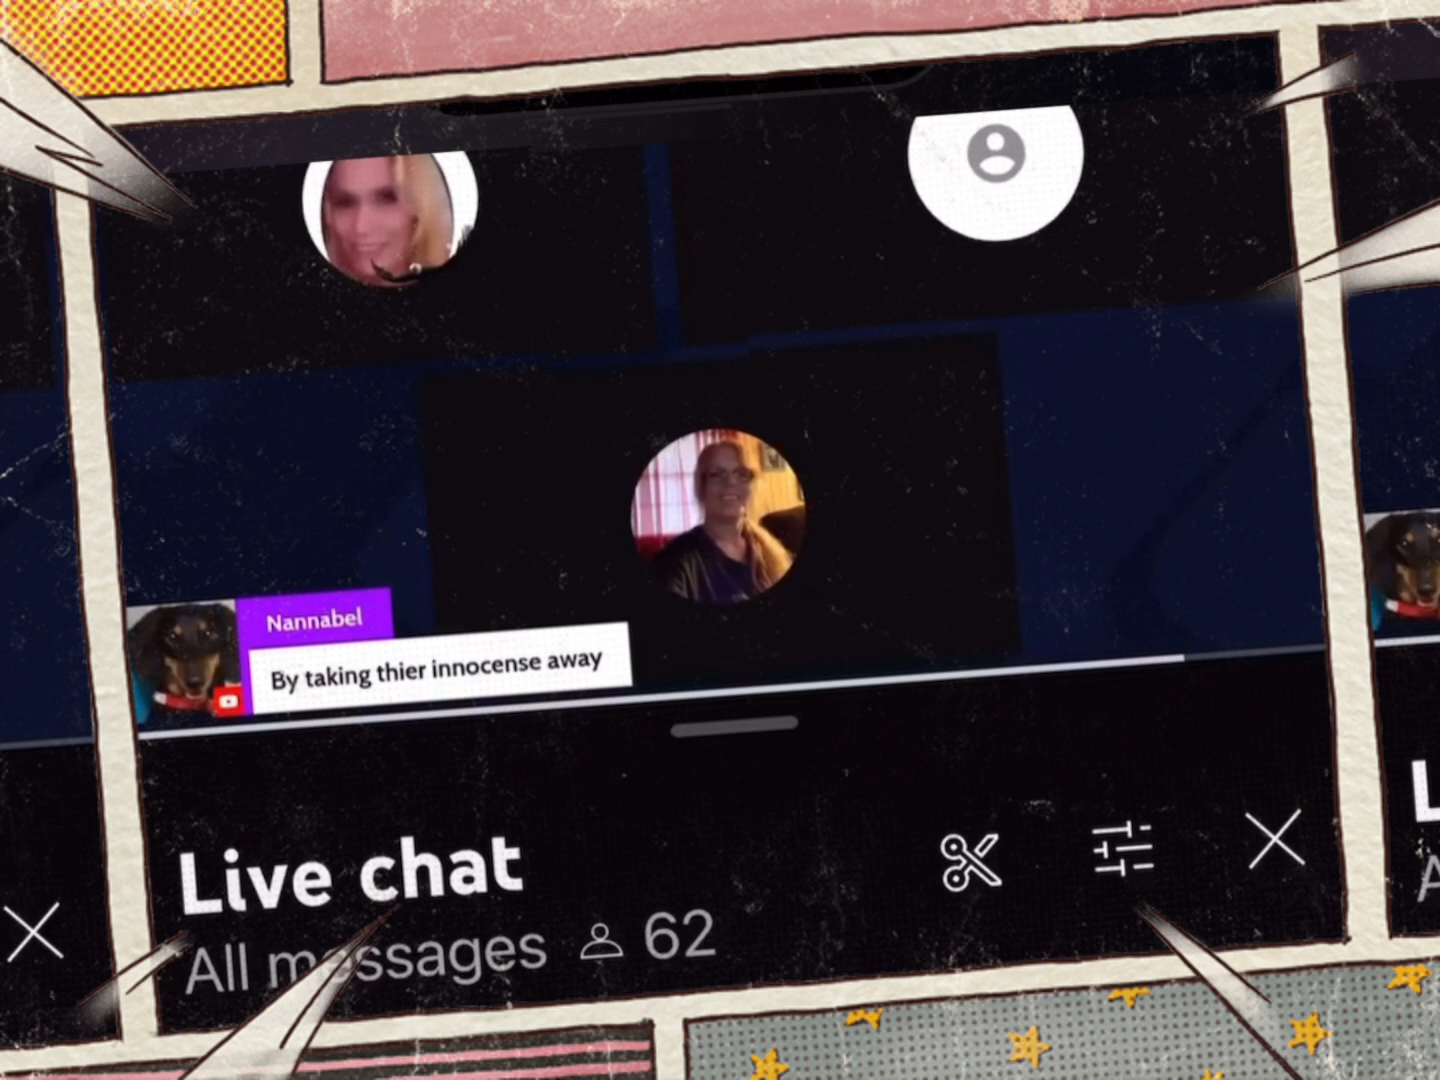 Nannabel
By taking thier innocense away
Live chat
All messages 62
L
A